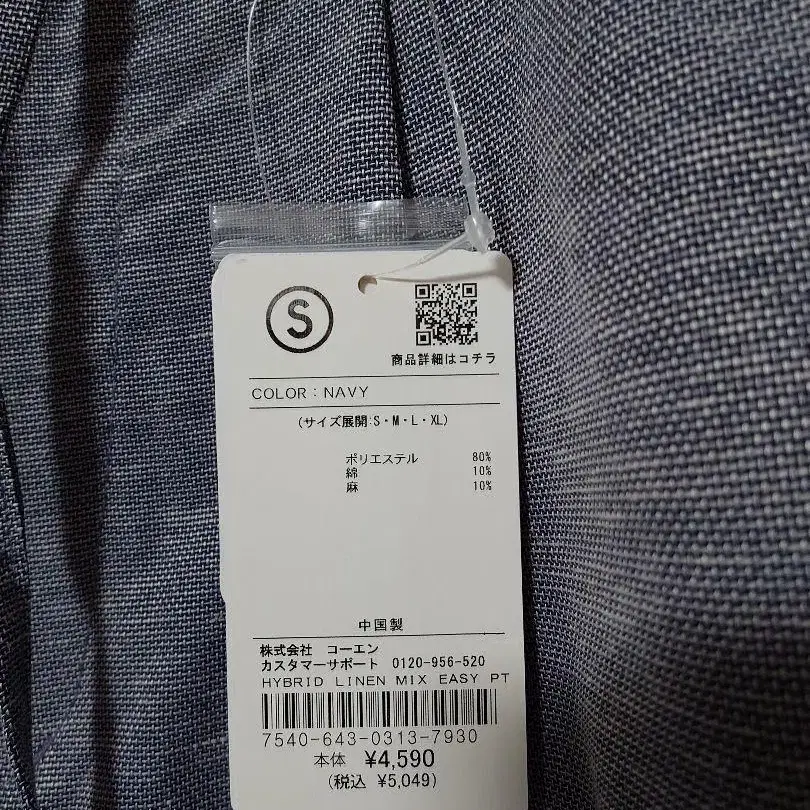 S
商品詳細はコチラ
COLOR：NAVY
(サイズ展開:S・M・L・XL)
ポリエステル 80%
綿 10%
麻 10%
中国製
株式会社 コーエン
カスタマーサポート 0120-956-520
HYBRID LINEN MIX EASY PT
7540-643-0313-7930
本体 ¥4,590
(税込 ¥5,049)